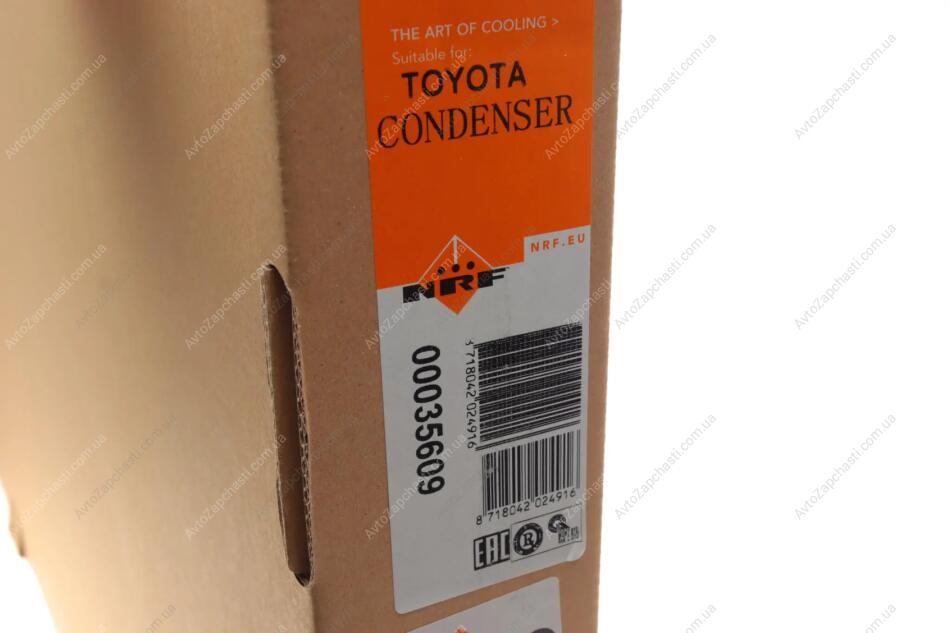 THE ART OF COOLING >
Suitable for:
TOYOTA
CONDENSER
NRF.EU
NRF
00035609
718042 024916
8 718042 024916
EAC
R
AvtoZapchasti.com.ua